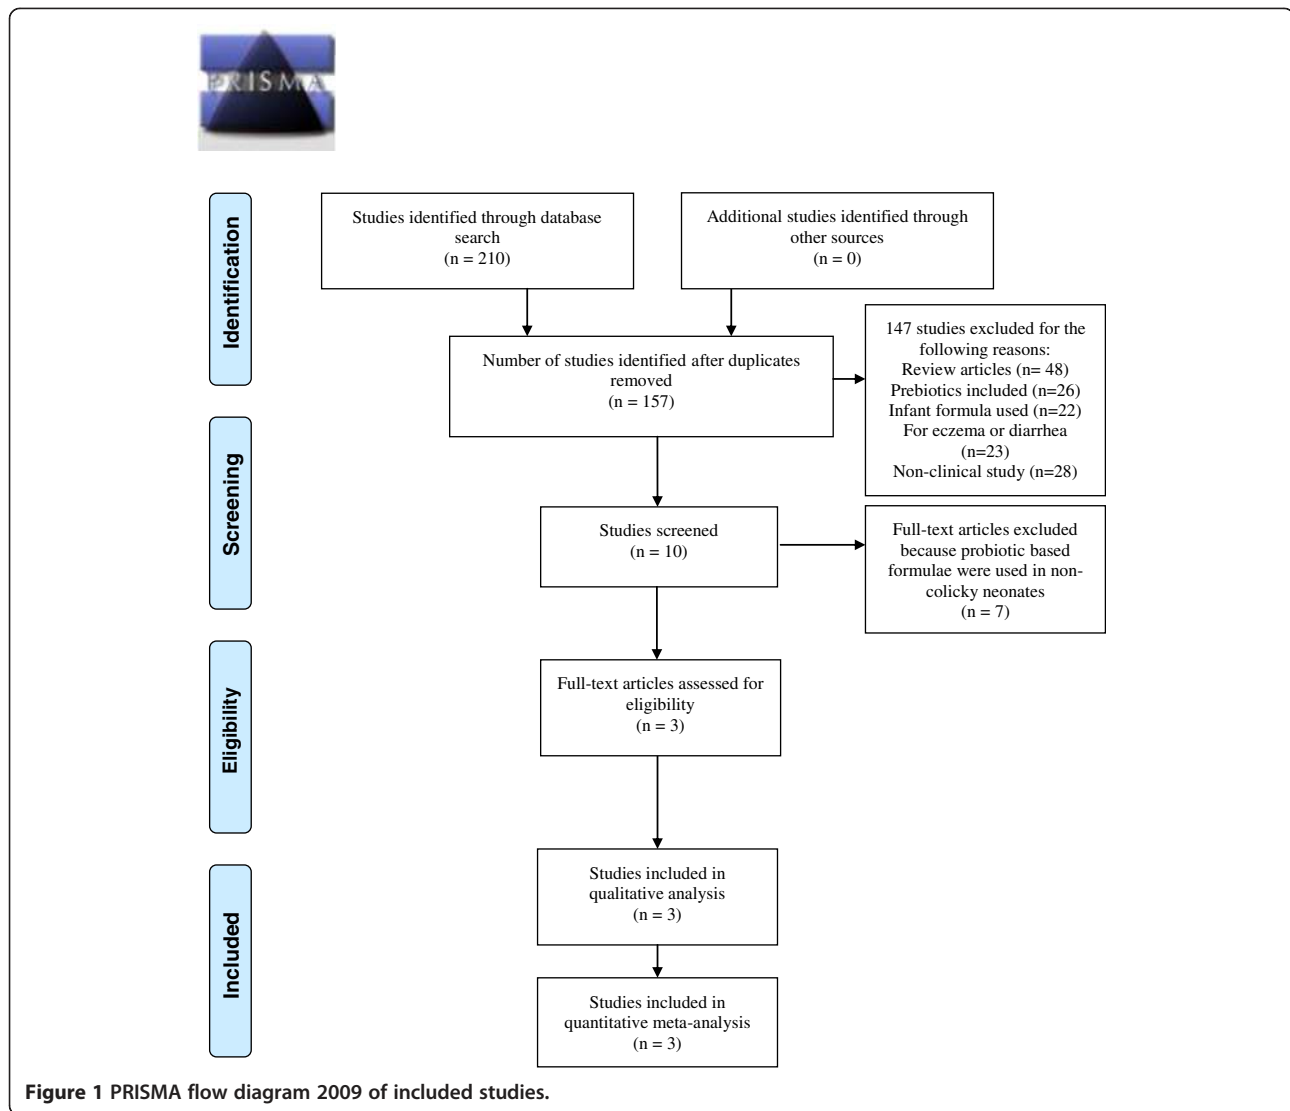 PRISMA
Identification
Studies identified through database
search
(n = 210)
Additional studies identified through
other sources
(n = 0)
Number of studies identified after duplicates
removed
(n = 157)
147 studies excluded for the
following reasons:
Review articles (n= 48)
Prebiotics included (n=26)
Infant formula used (n=22)
For eczema or diarrhea
(n=23)
Non-clinical study (n=28)
Screening
Studies screened
(n = 10)
Full-text articles excluded
because probiotic based
formulae were used in non-
colicky neonates
(n = 7)
Eligibility
Full-text articles assessed for
eligibility
(n = 3)
Included
Studies included in
qualitative analysis
(n = 3)
Studies included in
quantitative meta-analysis
(n = 3)
Figure 1 PRISMA flow diagram 2009 of included studies.